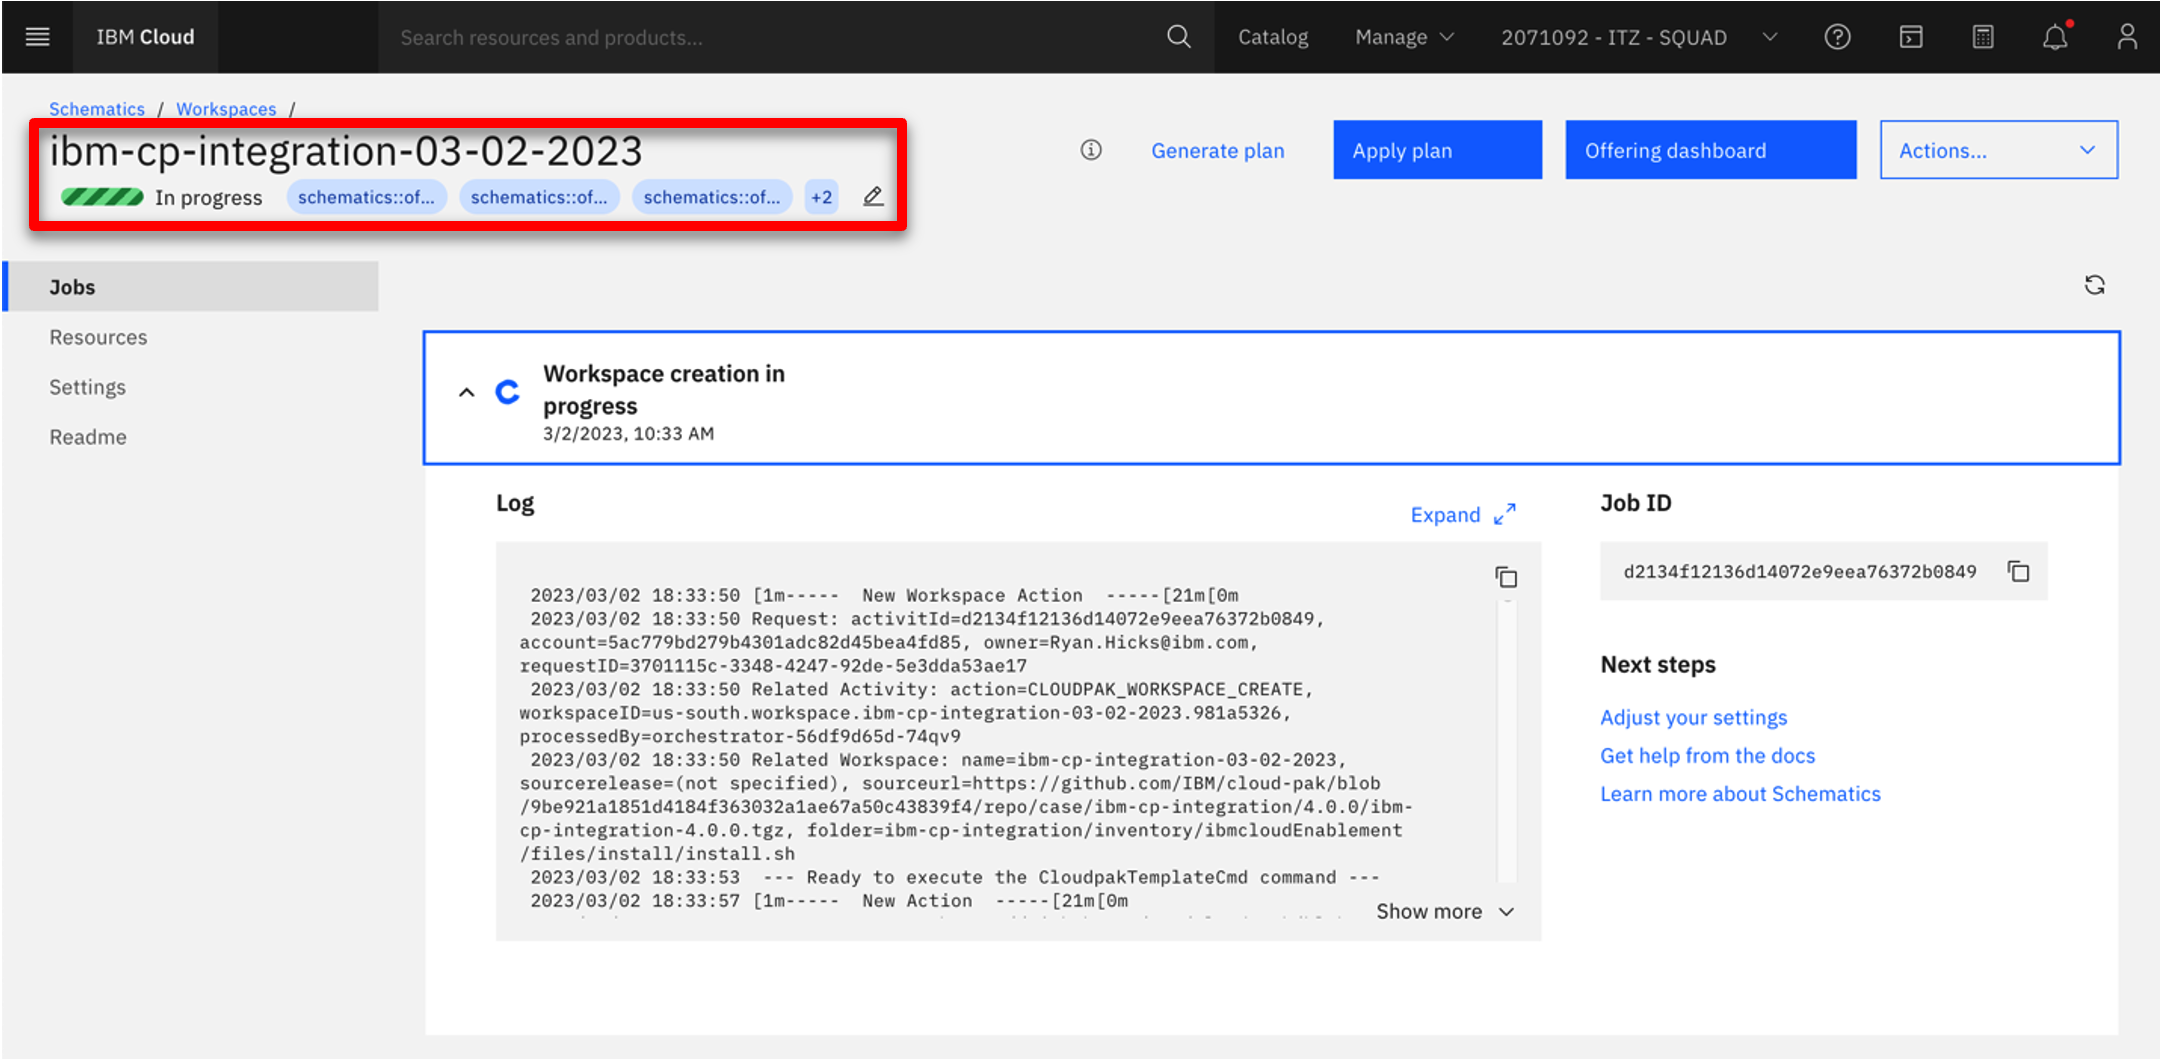 IBM Cloud
Search resources and products...
Catalog
Manage
2071092 - ITZ - SQUAD
Schematics / Workspaces /
ibm-cp-integration-03-02-2023
In progress
schematics::of...
schematics::of...
schematics::of...
+2
Generate plan
Apply plan
Offering dashboard
Actions...
Jobs
Resources
Settings
Readme
Workspace creation in
progress
3/2/2023, 10:33 AM
Log
Expand
2023/03/02 18:33:50 [1m-----  New Workspace Action  -----[21m[0m
2023/03/02 18:33:50 Request: activitId=d2134f12136d14072e9eea76372b0849,
account=5ac779bd279b4301adc82d45bea4fd85, owner=Ryan.Hicks@ibm.com,
requestID=3701115c-3348-4247-92de-5e3dda53ae17
2023/03/02 18:33:50 Related Activity: action=CLOUDPAK_WORKSPACE_CREATE,
workspaceID=us-south.workspace.ibm-cp-integration-03-02-2023.981a5326,
processedBy=orchestrator-56df9d65d-74qv9
2023/03/02 18:33:50 Related Workspace: name=ibm-cp-integration-03-02-2023,
sourcerelease=(not specified), sourceurl=https://github.com/IBM/cloud-pak/blob
/9be921a1851d4184f363032a1ae67a50c43839f4/repo/case/ibm-cp-integration/4.0.0/ibm-
cp-integration-4.0.0.tgz, folder=ibm-cp-integration/inventory/ibmcloudEnablement
/files/install/install.sh
2023/03/02 18:33:53  --- Ready to execute the CloudpakTemplateCmd command ---
2023/03/02 18:33:57 [1m-----  New Action  -----[21m[0m
Show more
Job ID
d2134f12136d14072e9eea76372b0849
Next steps
Adjust your settings
Get help from the docs
Learn more about Schematics